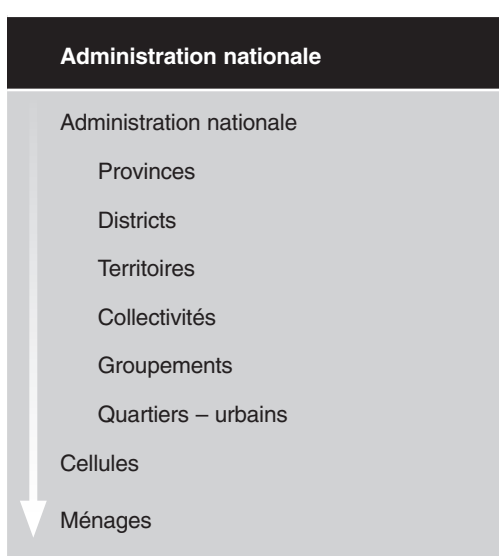 Administration nationale
Administration nationale
Provinces
Districts
Territoires
Collectivités
Groupements
Quartiers – urbains
Cellules
Ménages